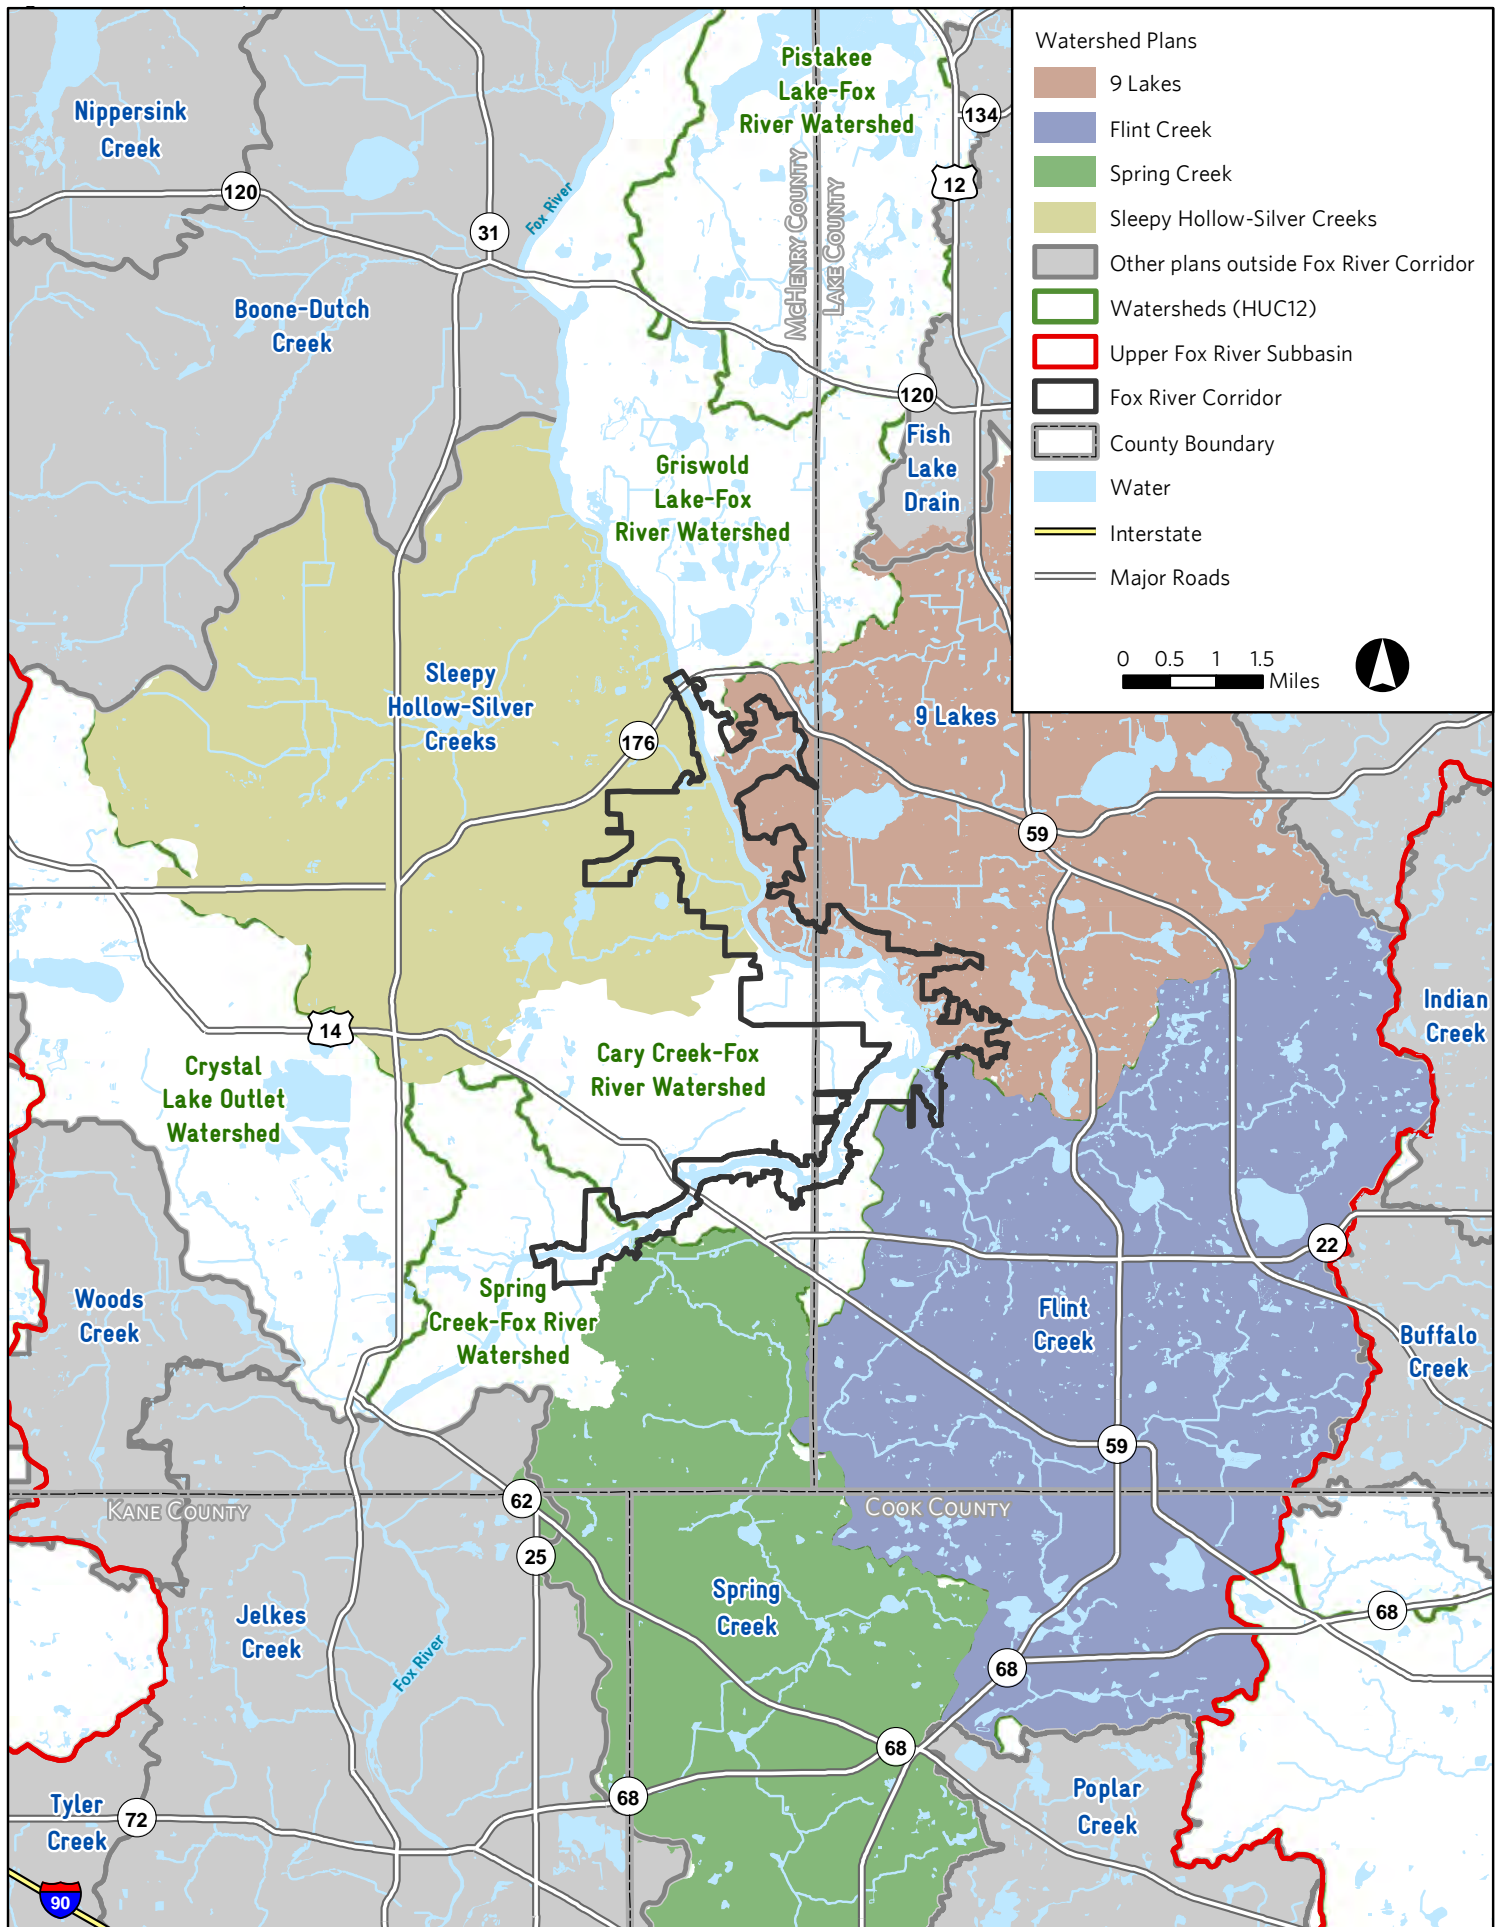 Watershed Plans
9 Lakes
Flint Creek
Spring Creek
Sleepy Hollow-Silver Creeks
Other plans outside Fox River Corridor
Watersheds (HUC12)
Upper Fox River Subbasin
Fox River Corridor
County Boundary
Water
Interstate
Major Roads
0 0.5 1 1.5
Miles
Pistakee
Lake-Fox
River Watershed
134
Nippersink
Creek
12
120
McHENRY COUNTY
LAKE COUNTY
Fox River
31
Boone-Dutch
Creek
120
Fish
Lake
Drain
Griswold
Lake-Fox
River Watershed
Sleepy
Hollow-Silver
Creeks
176
9 Lakes
59
14
Indian
Creek
Crystal
Lake Outlet
Watershed
Cary Creek-Fox
River Watershed
22
Woods
Creek
Spring
Creek-Fox River
Watershed
Flint
Creek
Buffalo
Creek
59
62
KANE COUNTY
COOK COUNTY
25
Spring
Creek
68
Jelkes
Creek
Fox River
68
68
68
Tyler
Creek
72
Poplar
Creek
90